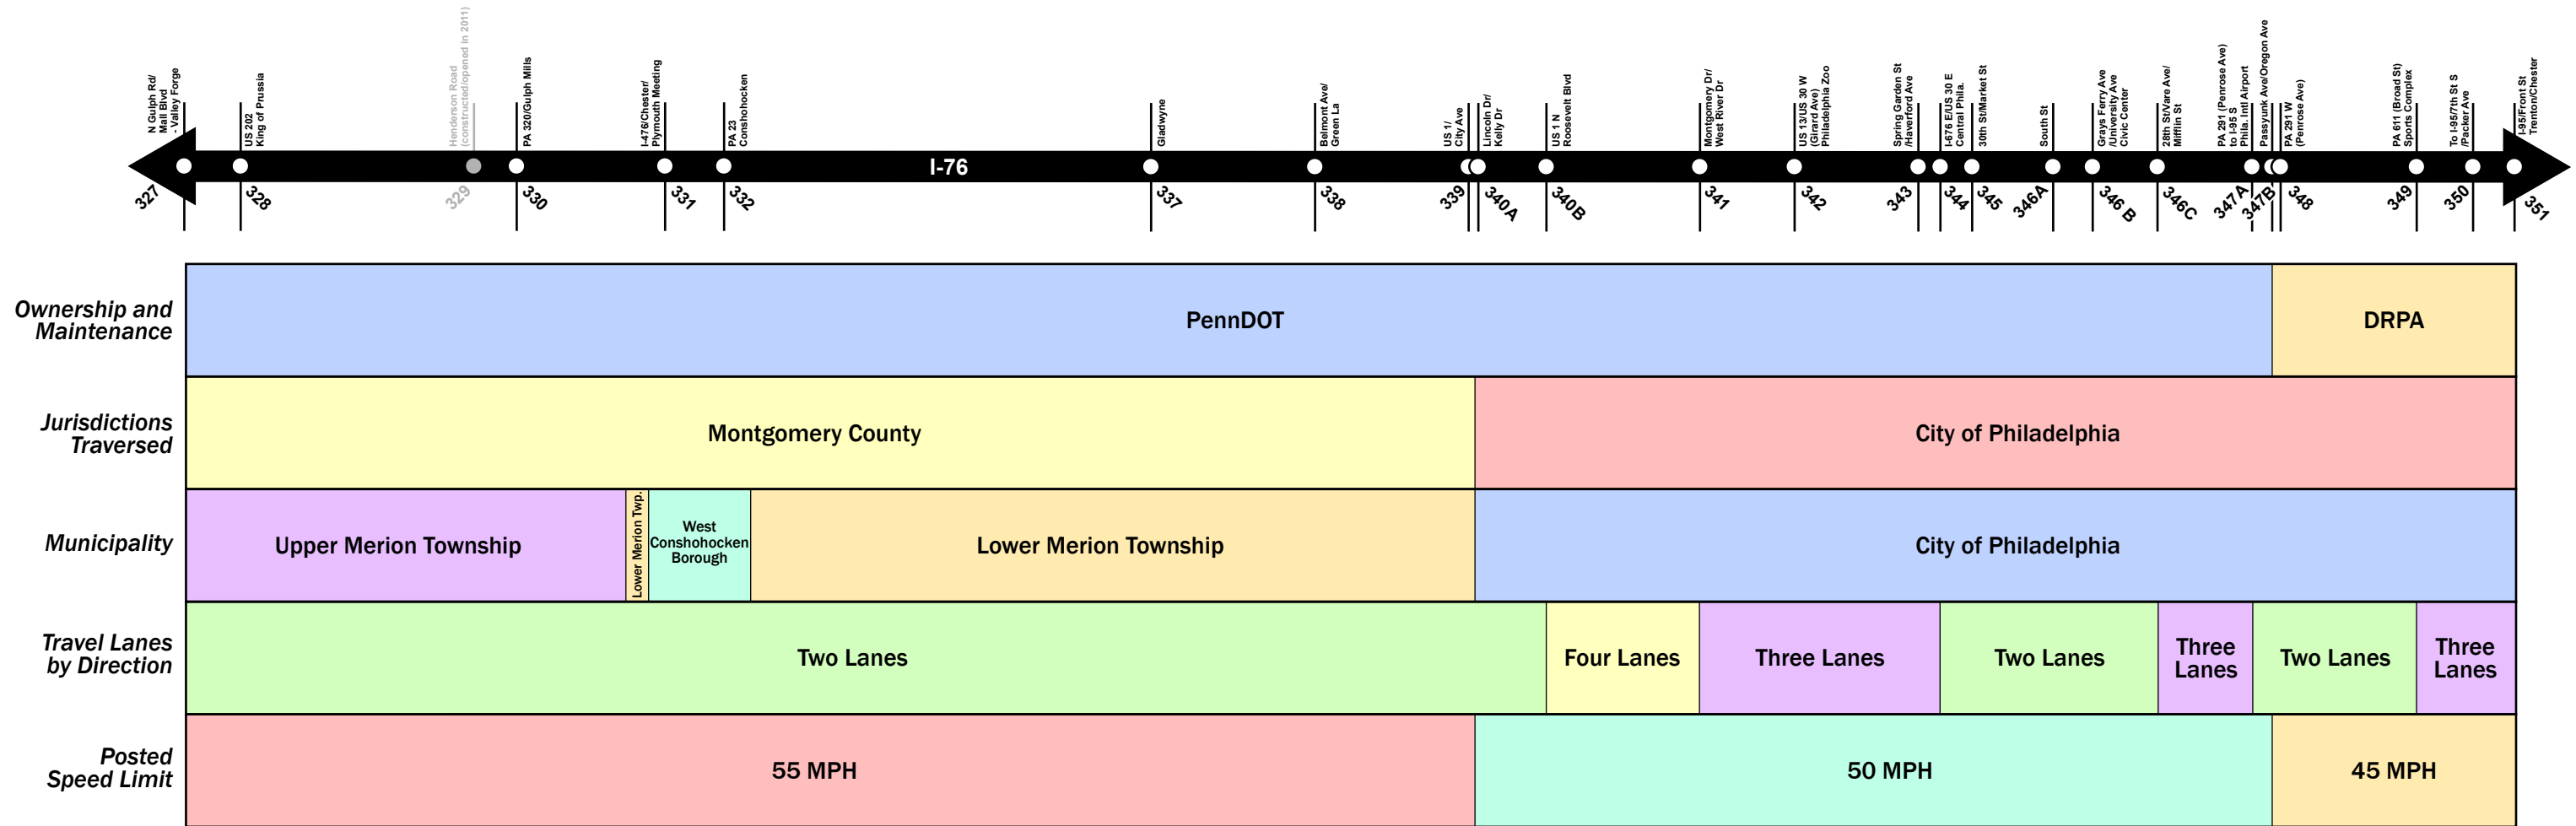 N Gulph Rd/
Mall Blvd
- Valley Forge
US 202
King of Prussia
Henderson Road
(constructed/opened in 2011)
PA 320/Gulph Mills
I-476/Chester/
Plymouth Meeting
PA 23
Conshohocken
Gladwyne
Belmont Ave/
Green La
US 1/
City Ave
Lincoln Dr/
Kelly Dr
US 1 N
Roosevelt Blvd
Montgomery Dr/
West River Dr
US 13/US 30 W
(Girard Ave)
Philadelphia Zoo
Spring Garden St
/Haverford Ave
I-676 E/US 30 E
Central Phila.
30th St/Market St
South St
Grays Ferry Ave
/University Ave
Civic Center
28th St/Vare Ave/
Mifflin St
PA 291 (Penrose Ave)
to I-95 S
Phila. Intl Airport
Passyunk Ave/Oregon Ave
PA 291 W
(Penrose Ave)
PA 611 (Broad St)
Sports Complex
To I-95/7th St S
/Packer Ave
I-95/Front St
Trenton/Chester
I-76
327
328
329
330
331
332
337
338
339
340A
340B
341
342
343
344
345
346A
346 B
346C
347A
347B
348
349
350
351
Ownership and
Maintenance
PennDOT
DRPA
Jurisdictions
Traversed
Montgomery County
City of Philadelphia
Municipality
Upper Merion Township
Lower Merion Twp.
West
Conshohocken
Borough
Lower Merion Township
City of Philadelphia
Travel Lanes
by Direction
Two Lanes
Four Lanes
Three Lanes
Two Lanes
Three
Lanes
Two Lanes
Three
Lanes
Posted
Speed Limit
55 MPH
50 MPH
45 MPH